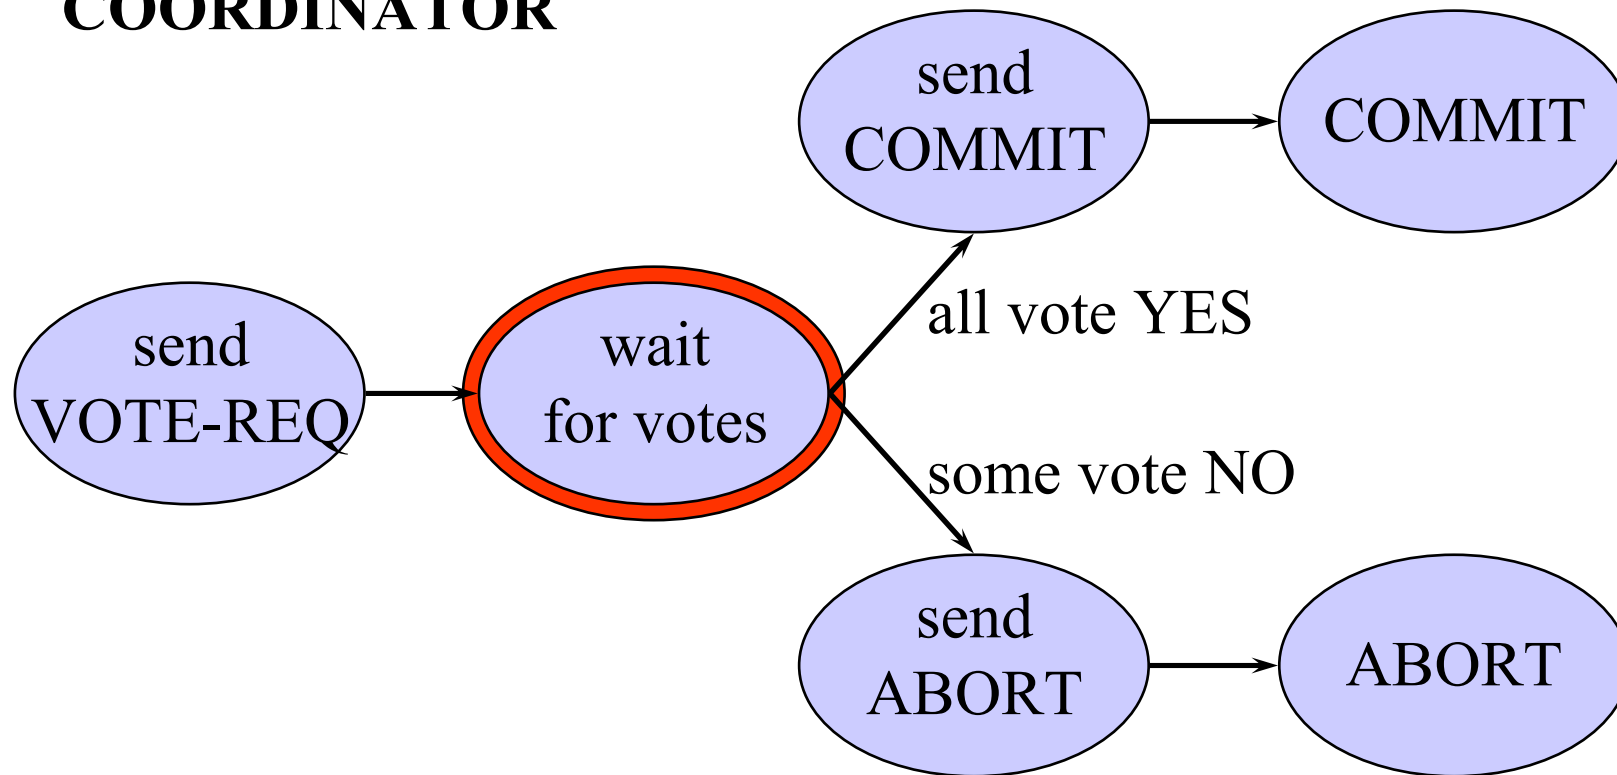 COORDINATOR
send
COMMIT
COMMIT
all vote YES
send
VOTE-REQ
wait
for votes
some vote NO
send
ABORT
ABORT